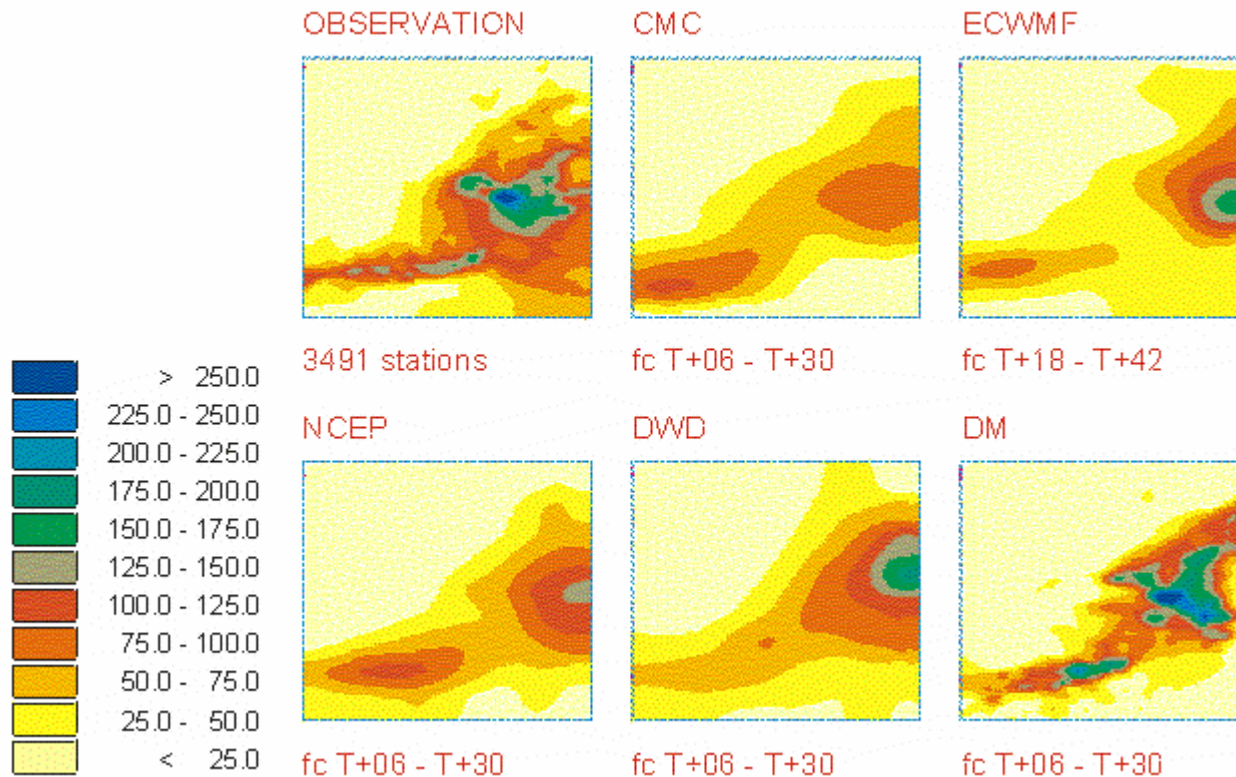 OBSERVATION
CMC
ECWMF
3491 stations
fc T+06 - T+30
fc T+18 - T+42
> 250.0
225.0 - 250.0
200.0 - 225.0
175.0 - 200.0
150.0 - 175.0
125.0 - 150.0
100.0 - 125.0
75.0 - 100.0
50.0 - 75.0
25.0 - 50.0
< 25.0
NCEP
DWD
DM
fc T+06 - T+30
fc T+06 - T+30
fc T+06 - T+30